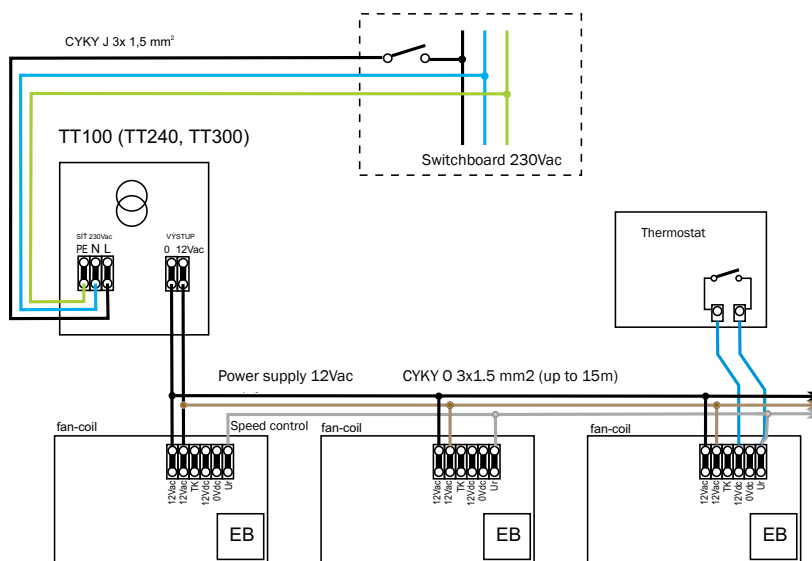 CYKY J 3x 1,5 mm²
Switchboard 230Vac
TT100 (TT240, TT300)
SÍŤ 230Vac
PE N L
VÝSTUP
0 12Vac
Thermostat
Power supply 12Vac
CYKY O 3x1.5 mm2 (up to 15m)
fan-coil
Speed control
12Vac
12Vac
TK
12Vdc
0Vdc
Ur
EB
fan-coil
12Vac
12Vac
TK
12Vdc
0Vdc
Ur
EB
fan-coil
12Vac
12Vac
TK
12Vdc
0Vdc
Ur
EB